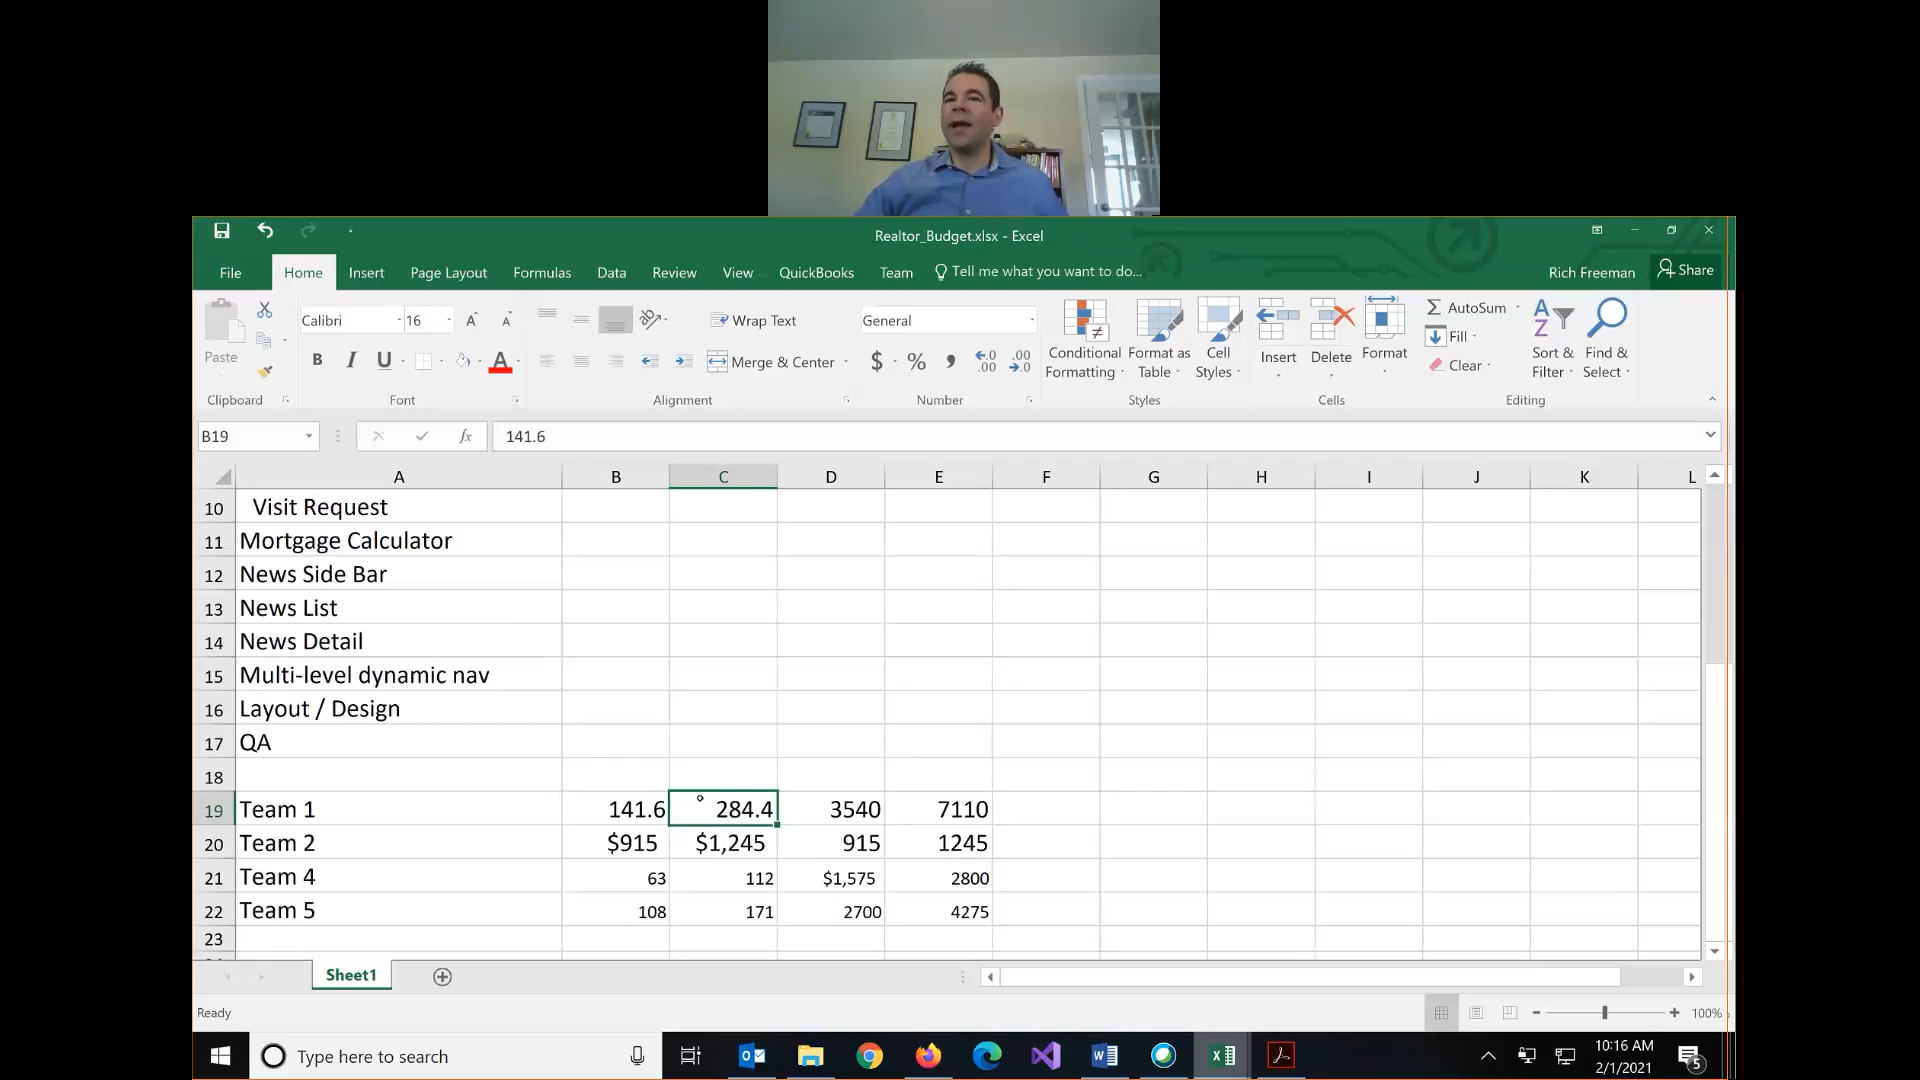 Realtor_Budget.xlsx - Excel
File Home Insert Page Layout Formulas Data Review View QuickBooks Team Tell me what you want to do... Rich Freeman Share
Paste
Calibri 16
B I U A
Wrap Text
Merge & Center
General
$ % , .0 .00 .00 .0
Conditional Formatting
Format as Table
Cell Styles
Insert
Delete
Format
AutoSum
Fill
Clear
Sort & Filter
Find & Select
Clipboard Font Alignment Number Styles Cells Editing
B19 fx 141.6
A B C D E F G H I J K L
10 Visit Request
11 Mortgage Calculator
12 News Side Bar
13 News List
14 News Detail
15 Multi-level dynamic nav
16 Layout / Design
17 QA
18
19 Team 1 141.6 284.4 3540 7110
20 Team 2 $915 $1,245 915 1245
21 Team 4 63 112 $1,575 2800
22 Team 5 108 171 2700 4275
23
Sheet1
Ready 100%
Type here to search
10:16 AM
2/1/2021
5